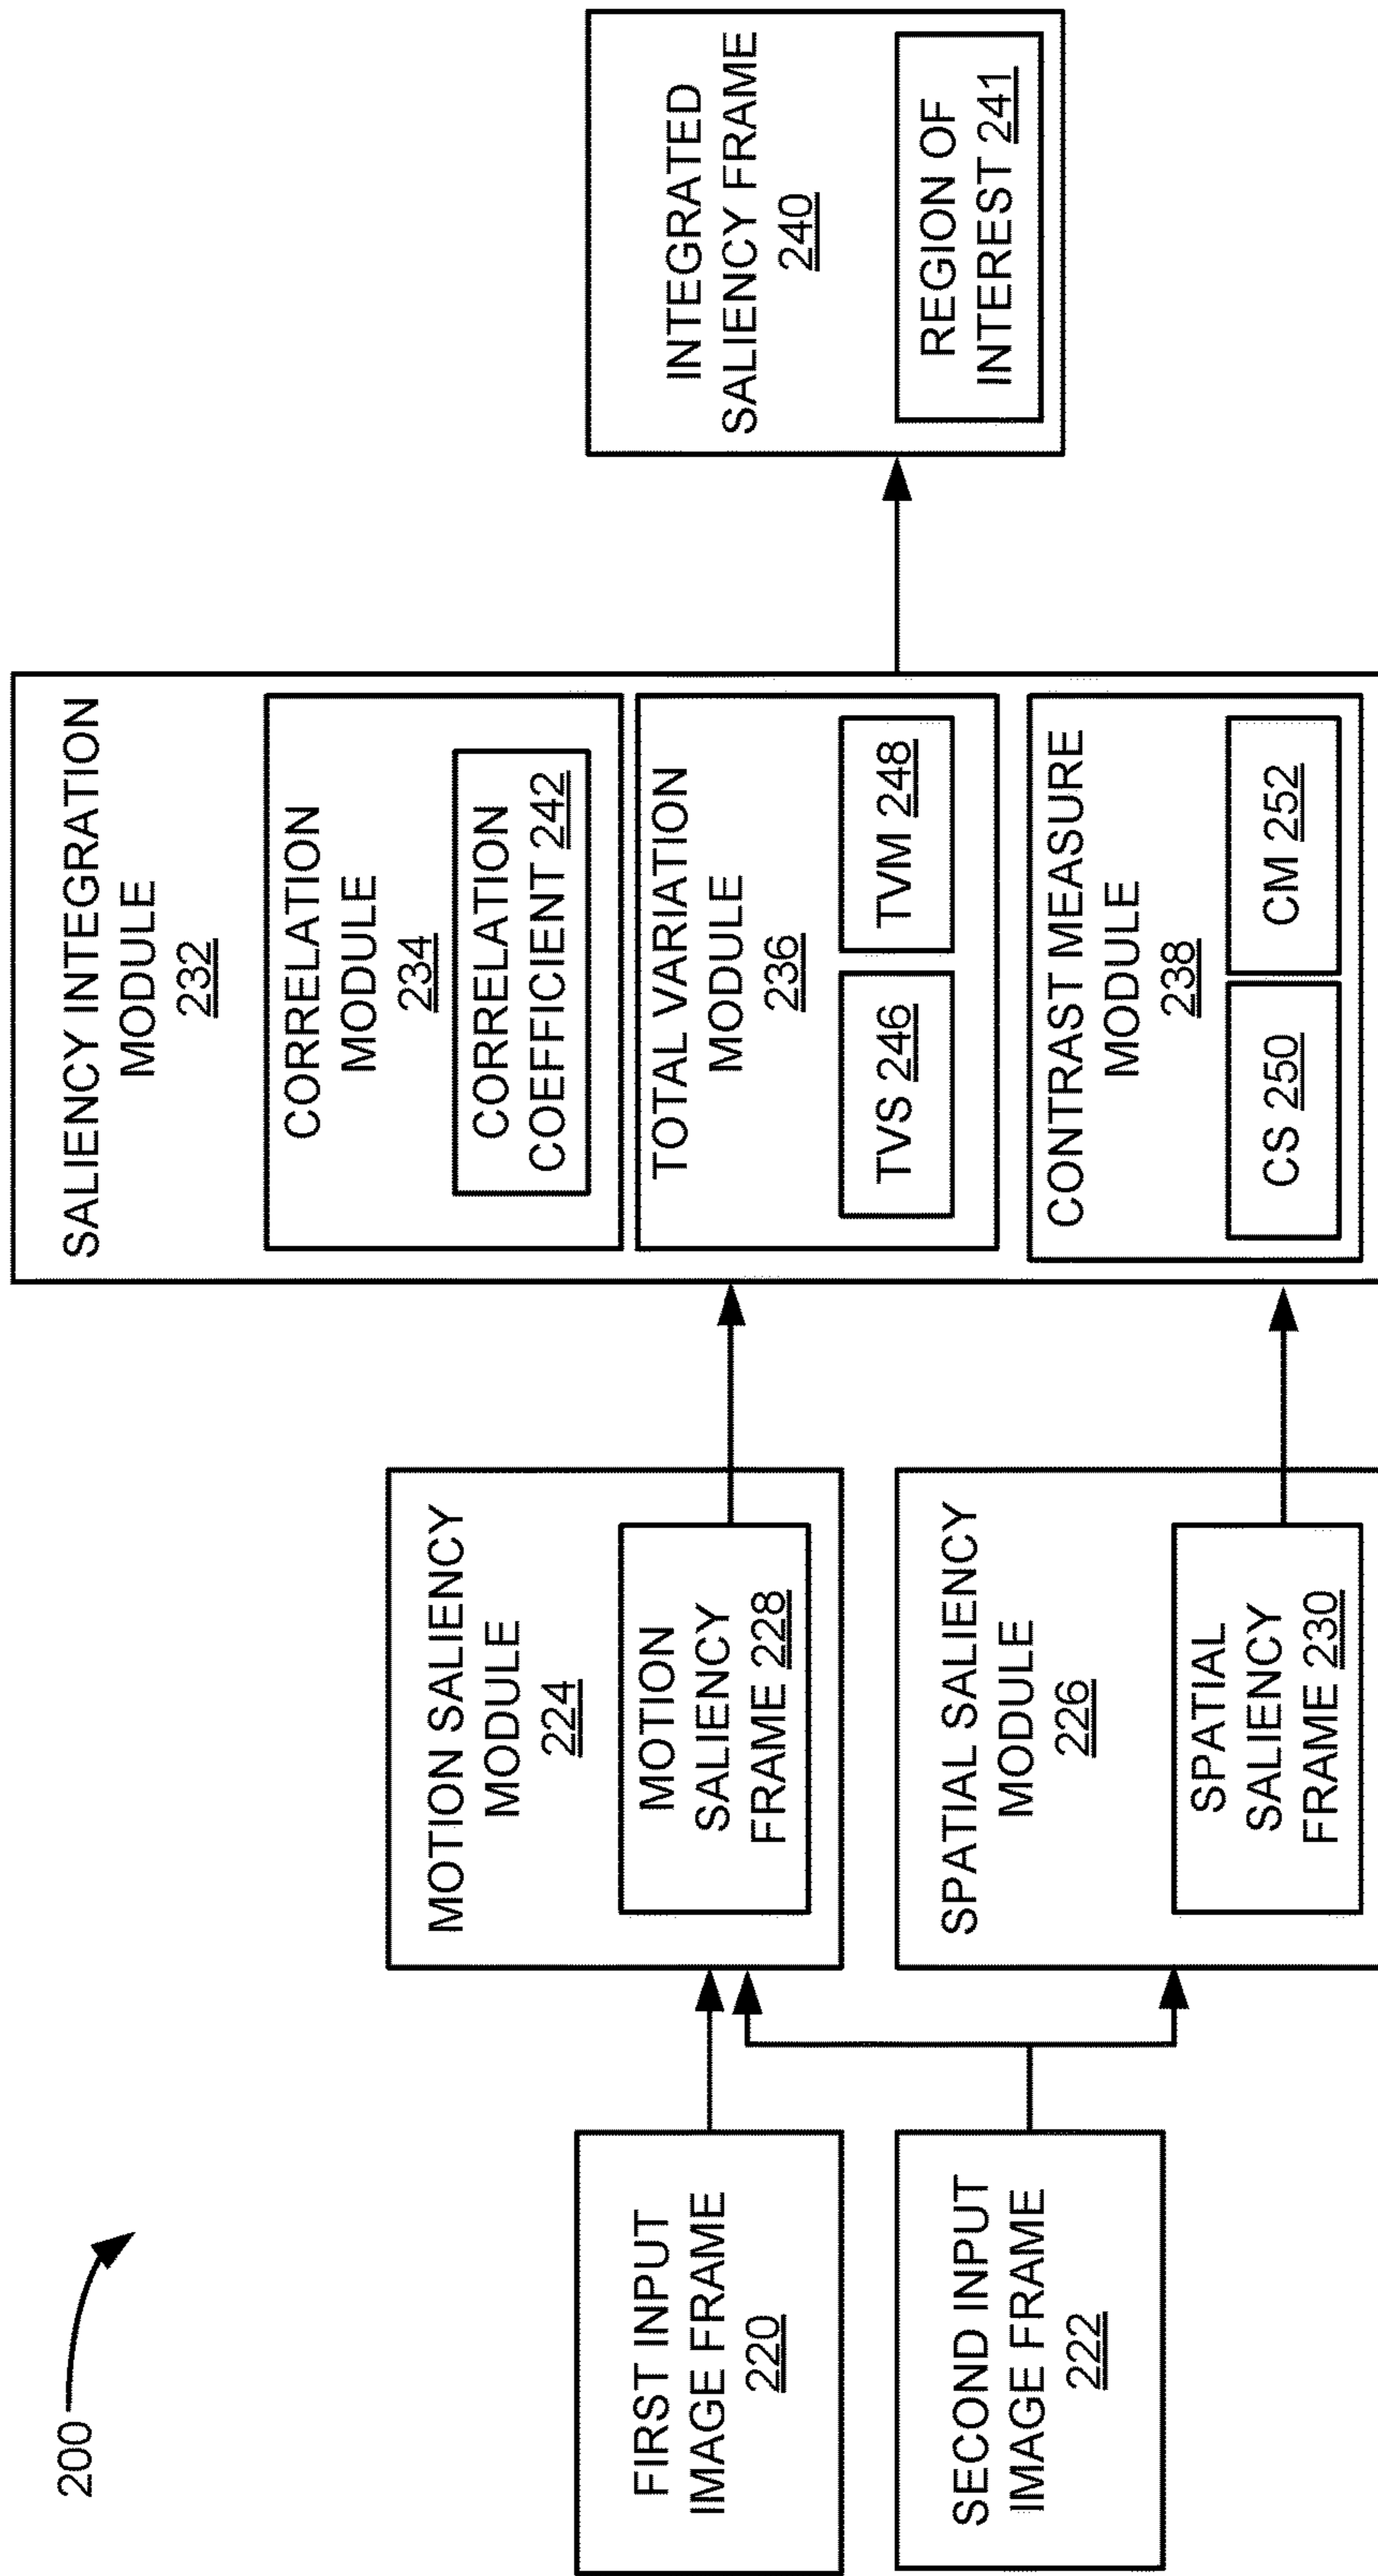 200
FIRST INPUT
IMAGE FRAME
220
SECOND INPUT
IMAGE FRAME
222
MOTION SALIENCY
MODULE
224
MOTION
SALIENCY
FRAME 228
SPATIAL SALIENCY
MODULE
226
SPATIAL
SALIENCY
FRAME 230
SALIENCY INTEGRATION
MODULE
232
CORRELATION
MODULE
234
CORRELATION
COEFFICIENT 242
TOTAL VARIATION
MODULE
236
TVS 246
TVM 248
CONTRAST MEASURE
MODULE
238
CS 250
CM 252
INTEGRATED
SALIENCY FRAME
240
REGION OF
INTEREST 241